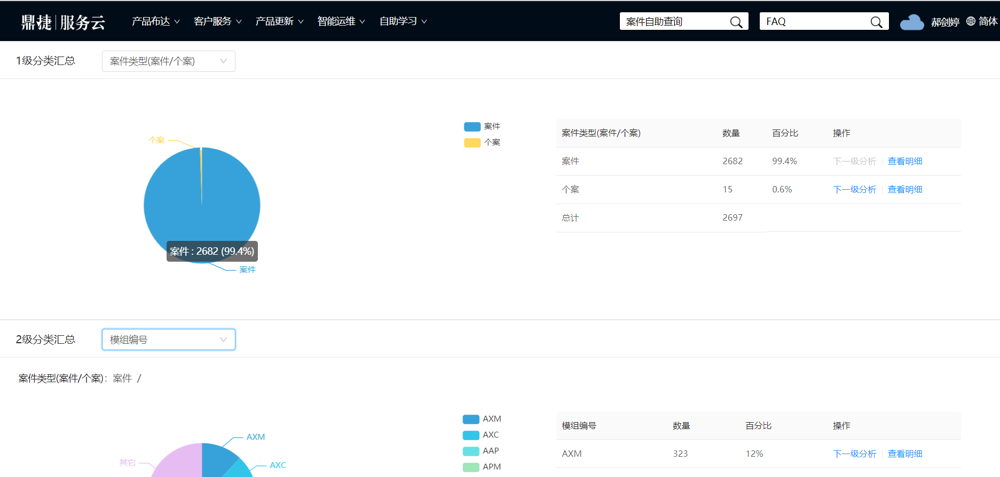 鼎捷|服务云 产品布达 客户服务 产品更新 智能运维 自助学习 案件自助查询 FAQ 郝剑婷 简体
1级分类汇总 案件类型(案件/个案)
案件
个案
个案
案件 : 2682 (99.4%)
案件
案件类型(案件/个案) 数量 百分比 操作
案件 2682 99.4% 下一级分析 查看明细
个案 15 0.6% 下一级分析 查看明细
总计 2697
2级分类汇总 模组编号
案件类型(案件/个案)：案件 /
AXM
AXC
其它
AXM
AXC
AAP
APM
模组编号 数量 百分比 操作
AXM 323 12% 下一级分析 查看明细